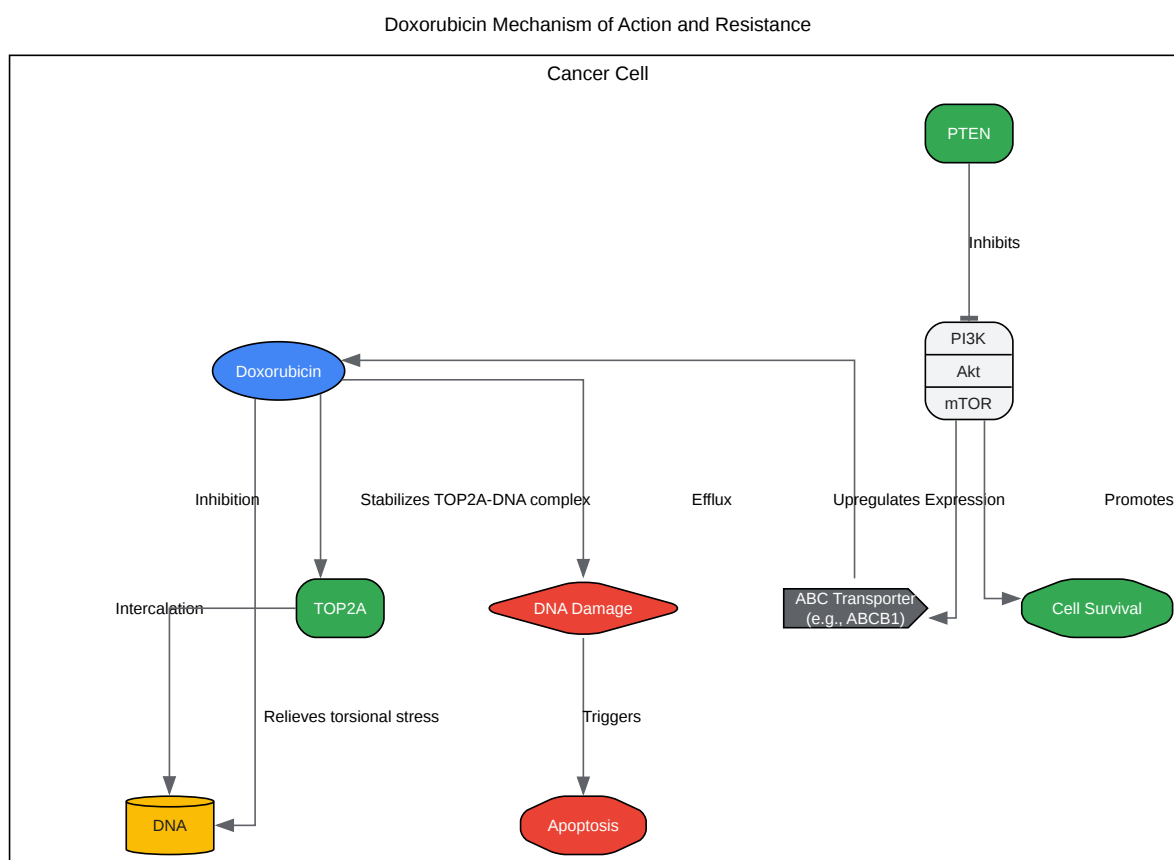 Doxorubicin Mechanism of Action and Resistance
Cancer Cell
PTEN
Inhibits
PI3K
Akt
mTOR
Doxorubicin
Inhibition
Stabilizes TOP2A-DNA complex
Efflux
Upregulates Expression
Promotes
Intercalation
TOP2A
DNA Damage
ABC Transporter
(e.g., ABCB1)
Cell Survival
Relieves torsional stress
Triggers
DNA
Apoptosis